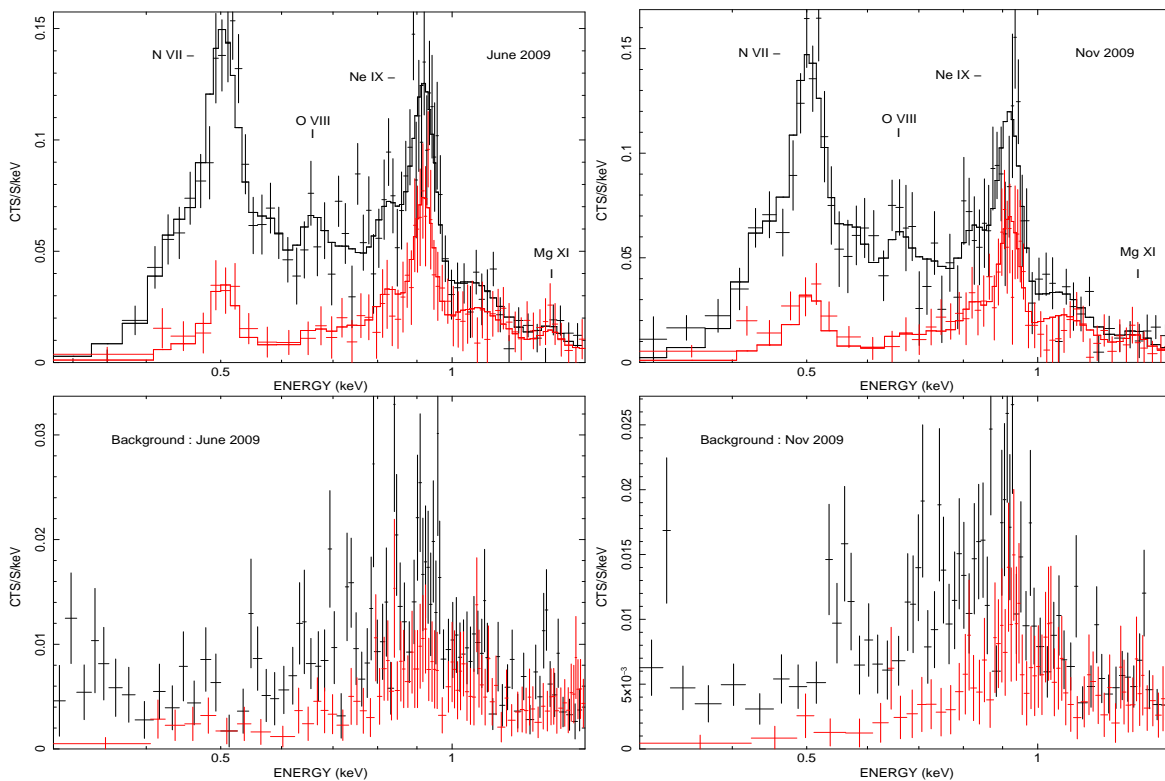 June 2009
N VII –
Ne IX –
O VIII
Mg XI
0.15
0.1
0.05
0
CTS/S/keV
0.5
1
ENERGY (keV)
Nov 2009
N VII –
Ne IX –
O VIII
Mg XI
0.15
0.1
0.05
0
CTS/S/keV
0.5
1
ENERGY (keV)
Background : June 2009
0.03
0.02
0.01
0
CTS/S/keV
0.5
1
ENERGY (keV)
Background : Nov 2009
0.025
0.02
0.015
0.01
5×10⁻³
0
CTS/S/keV
0.5
1
ENERGY (keV)